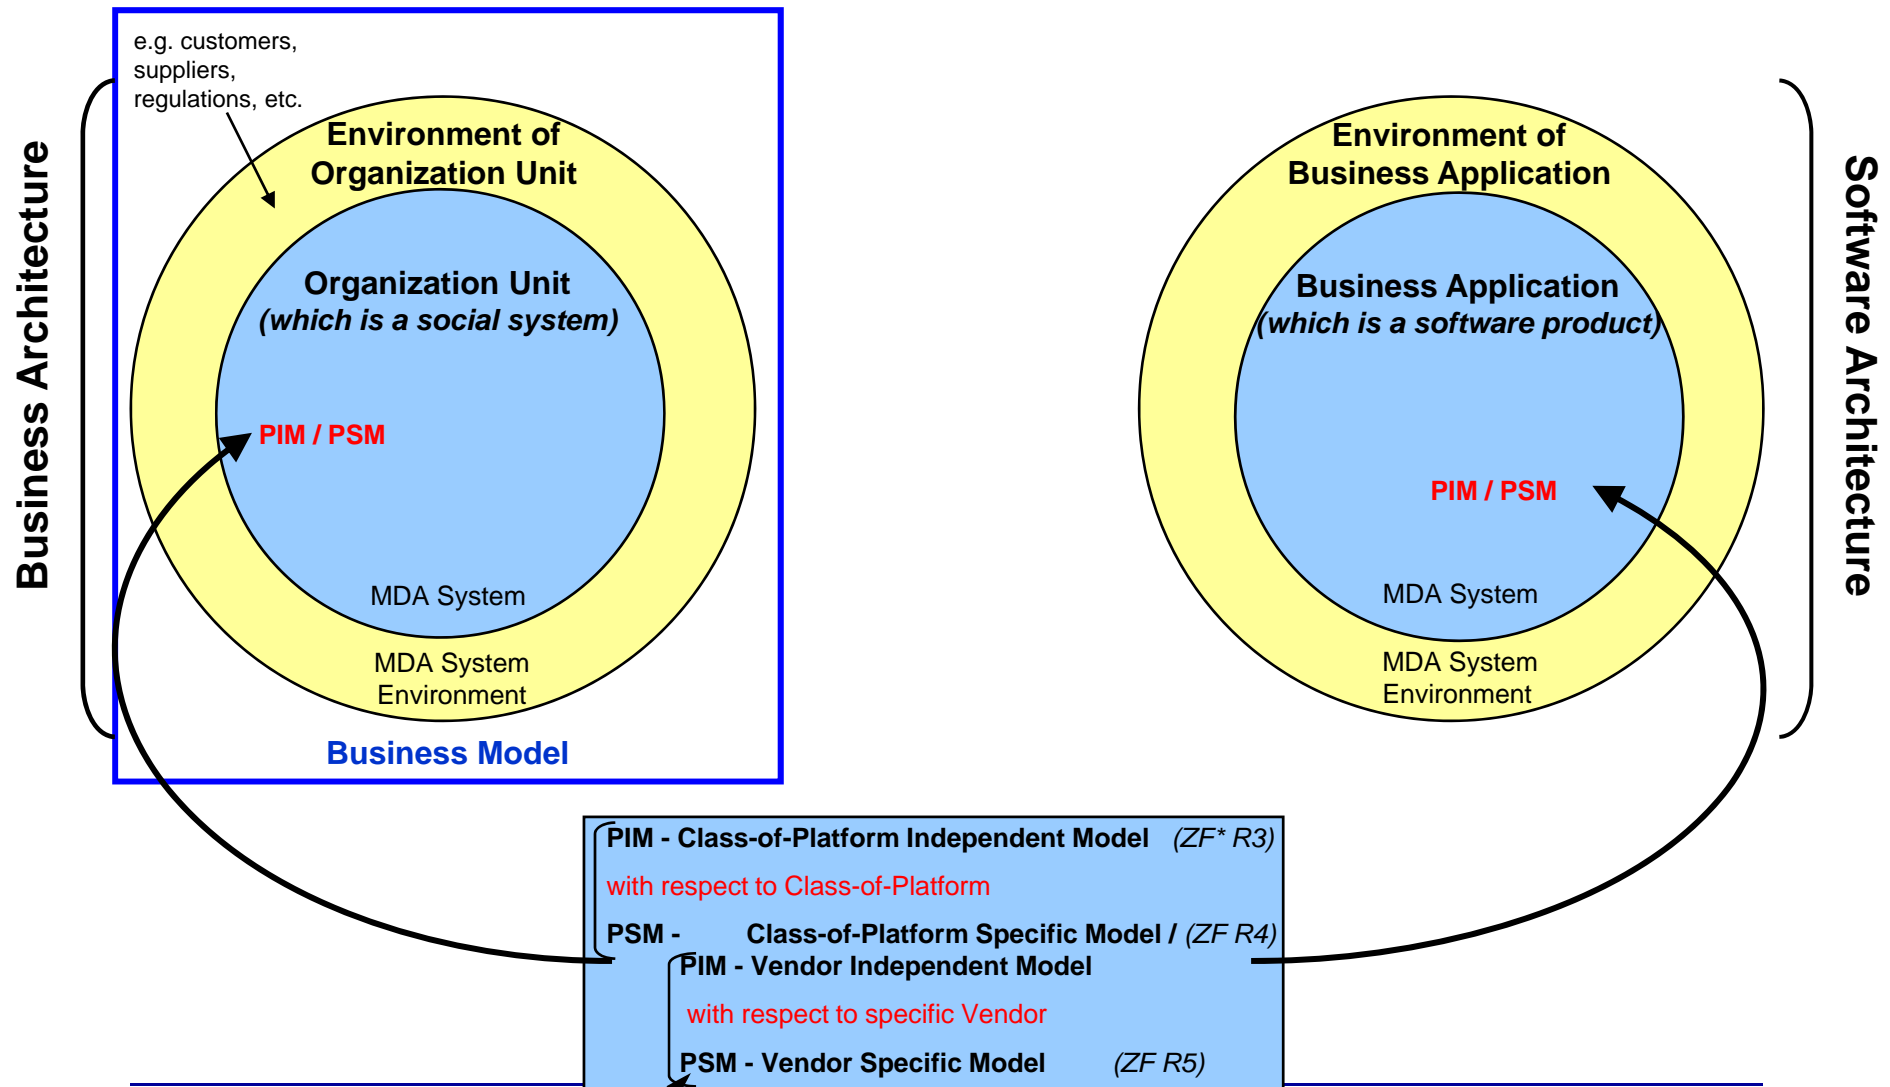 e.g. customers,
suppliers,
regulations, etc.
Business Architecture
Environment of
Organization Unit
Organization Unit
(which is a social system)
PIM / PSM
MDA System
MDA System
Environment
Business Model
Environment of
Business Application
Business Application
(which is a software product)
PIM / PSM
MDA System
MDA System
Environment
Software Architecture
PIM - Class-of-Platform Independent Model (ZF* R3)
with respect to Class-of-Platform
PSM - Class-of-Platform Specific Model / (ZF R4)
PIM - Vendor Independent Model
with respect to specific Vendor
PSM - Vendor Specific Model (ZF R5)